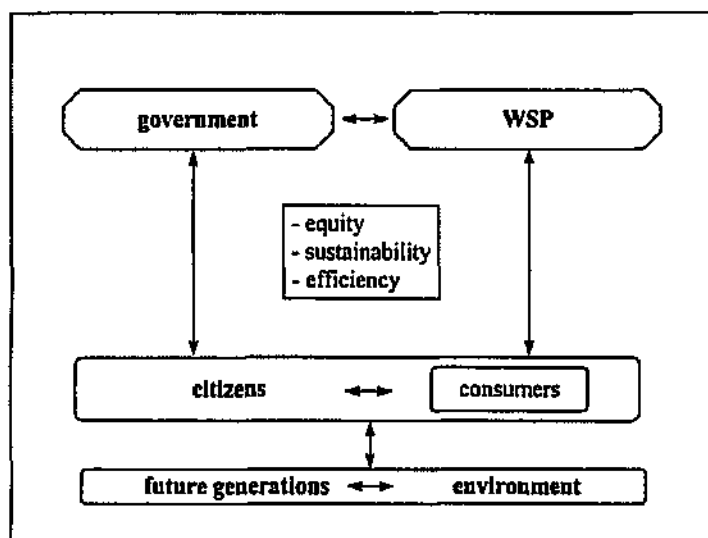 government
WSP
- equity
- sustainability
- efficiency
citizens
consumers
future generations
environment